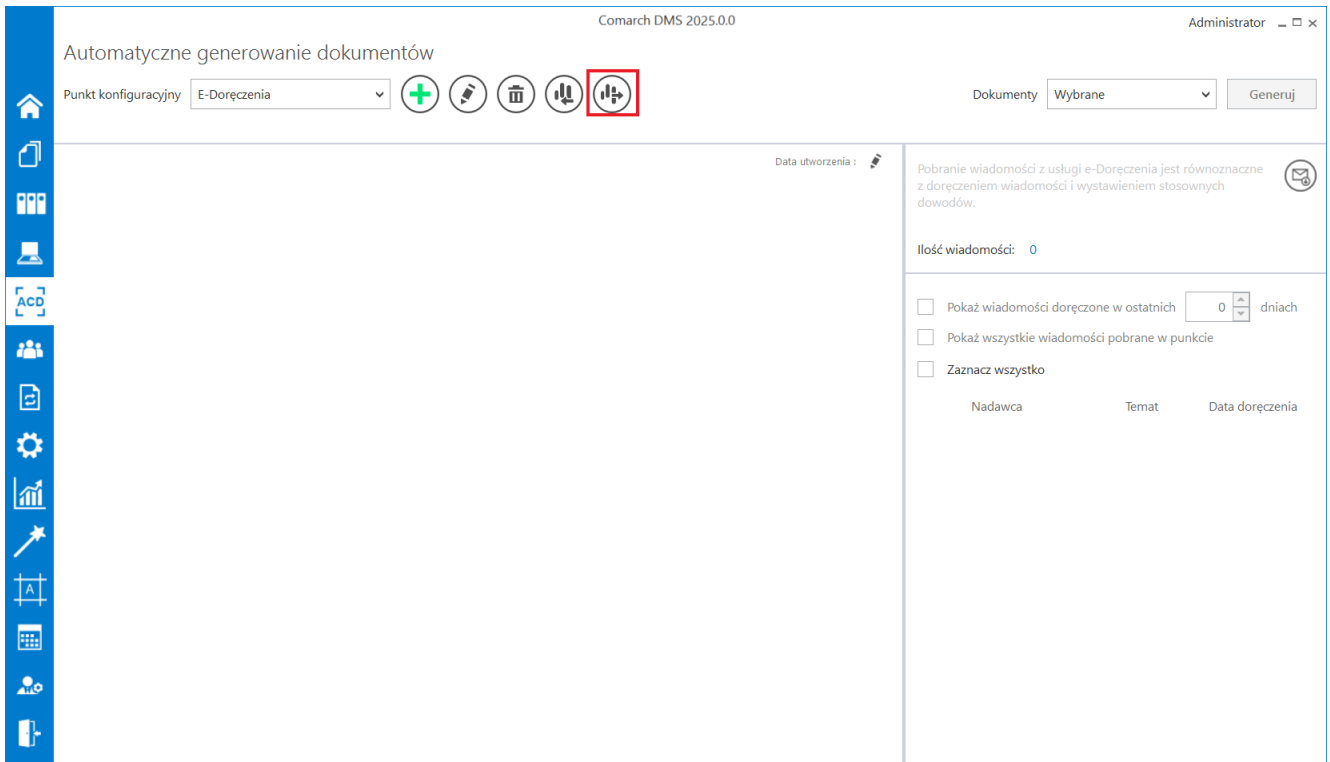 Comarch DMS 2025.0.0
Administrator
Automatyczne generowanie dokumentów
Punkt konfiguracyjny E-Doręczenia Dokumenty Wybrane Generuj
Data utworzenia :
Pobranie wiadomości z usługi e-Doręczenia jest równoznaczne
z doręczeniem wiadomości i wystawieniem stosownych
dowodów.
Ilość wiadomości: 0
ACD
Pokaż wiadomości doręczone w ostatnich 0 dniach
Pokaż wszystkie wiadomości pobrane w punkcie
Zaznacz wszystko
Nadawca Temat Data doręczenia
A